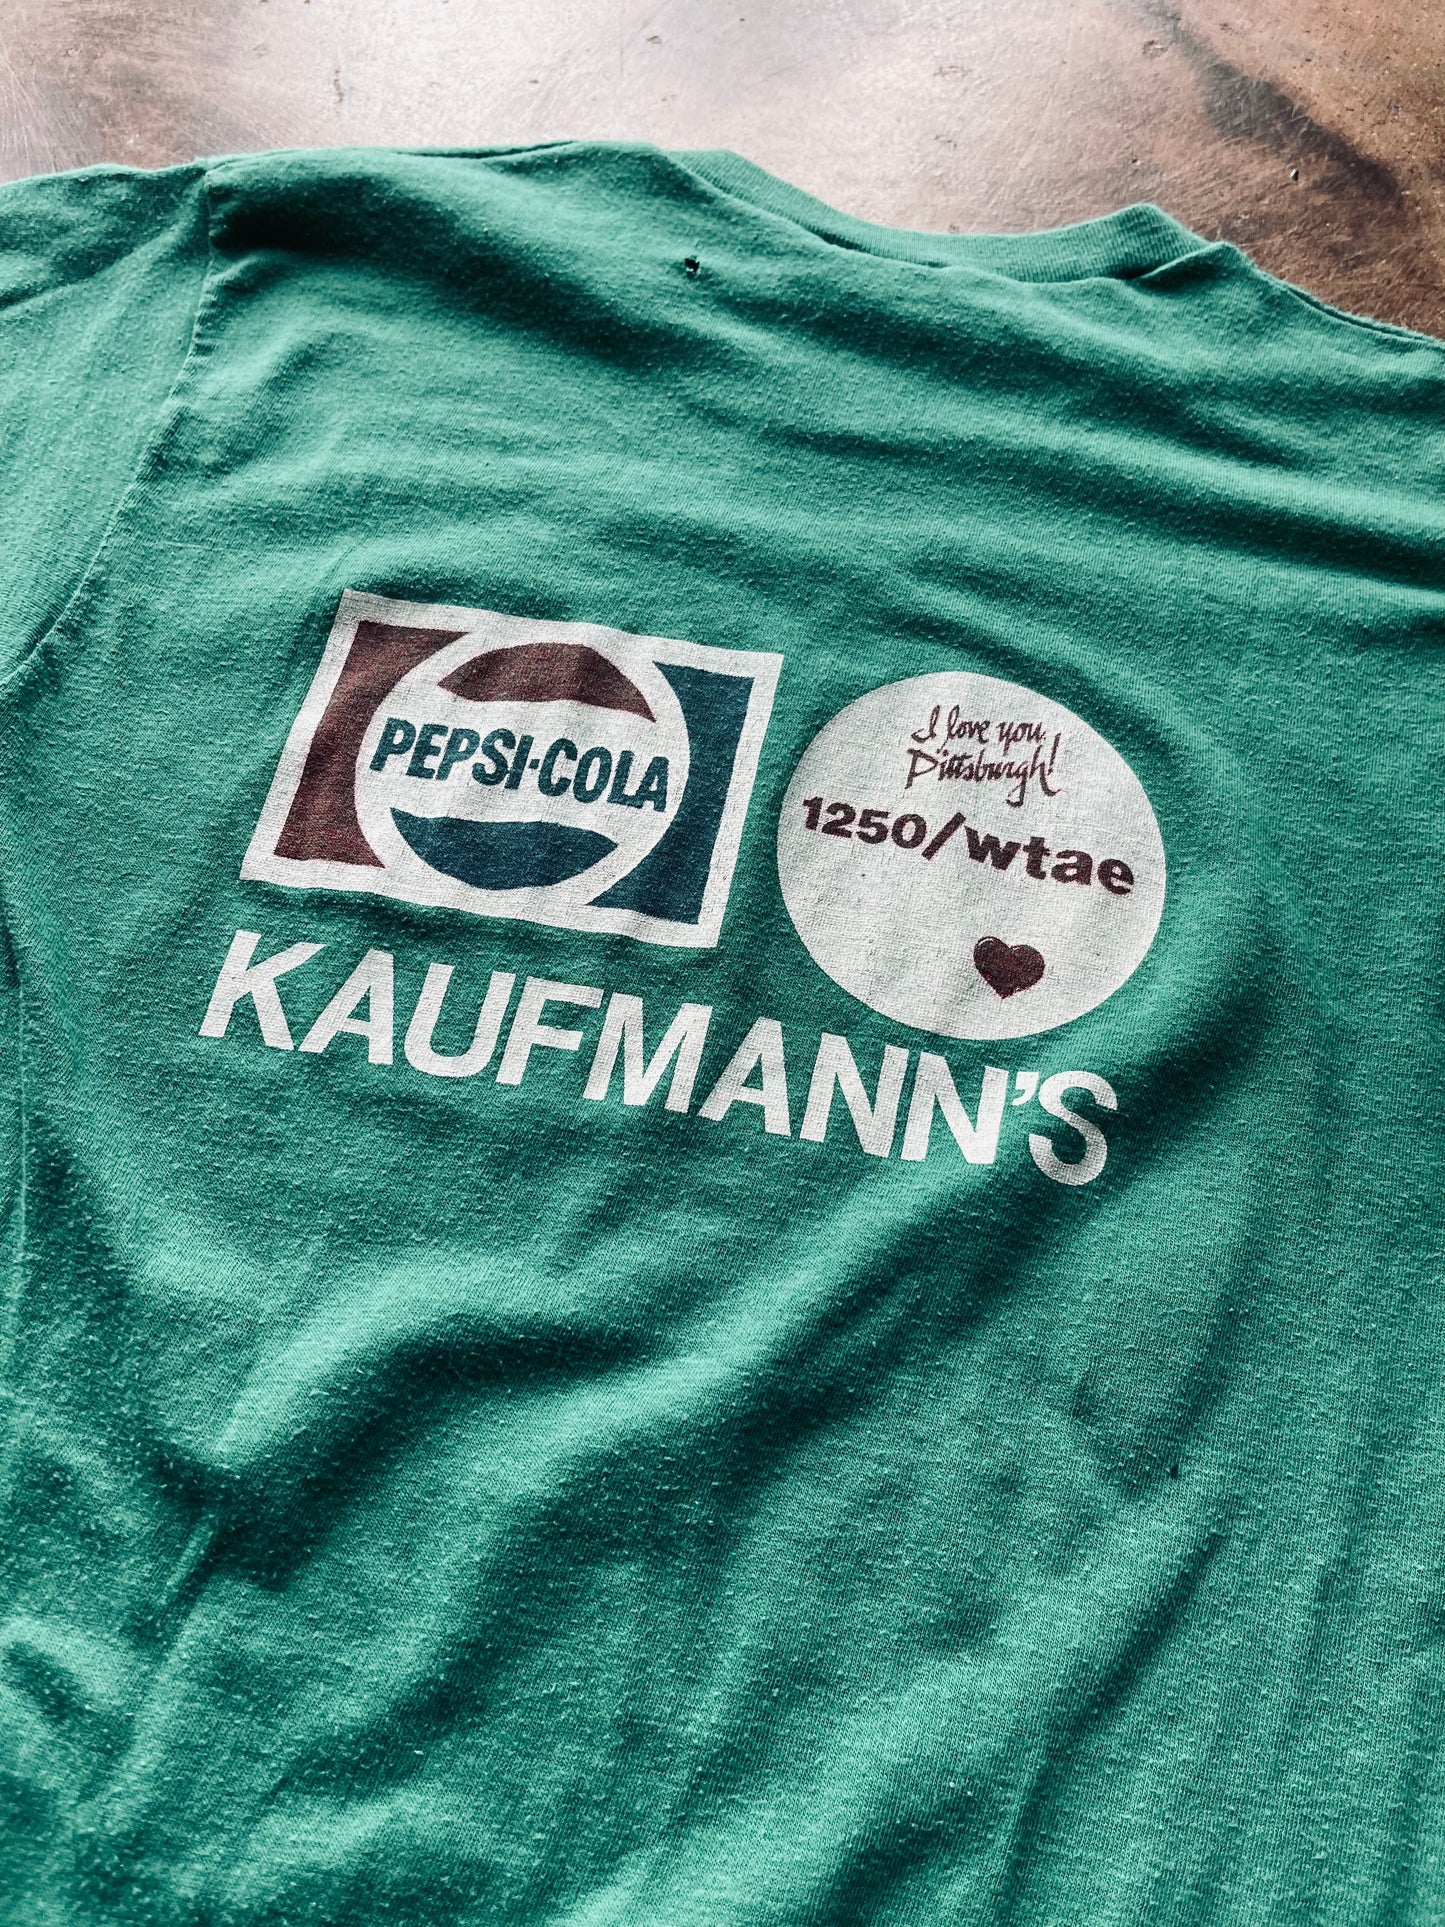 PEPSI-COLA
I love you
Pittsburgh!
1250/wtae
KAUFMANN'S